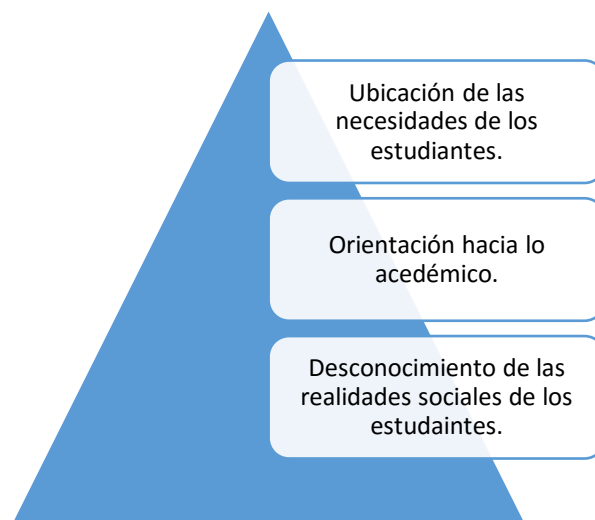 Ubicación de las
necesidades de los
estudiantes.
Orientación hacia lo
acedémico.
Desconocimiento de las
realidades sociales de los
estudaintes.